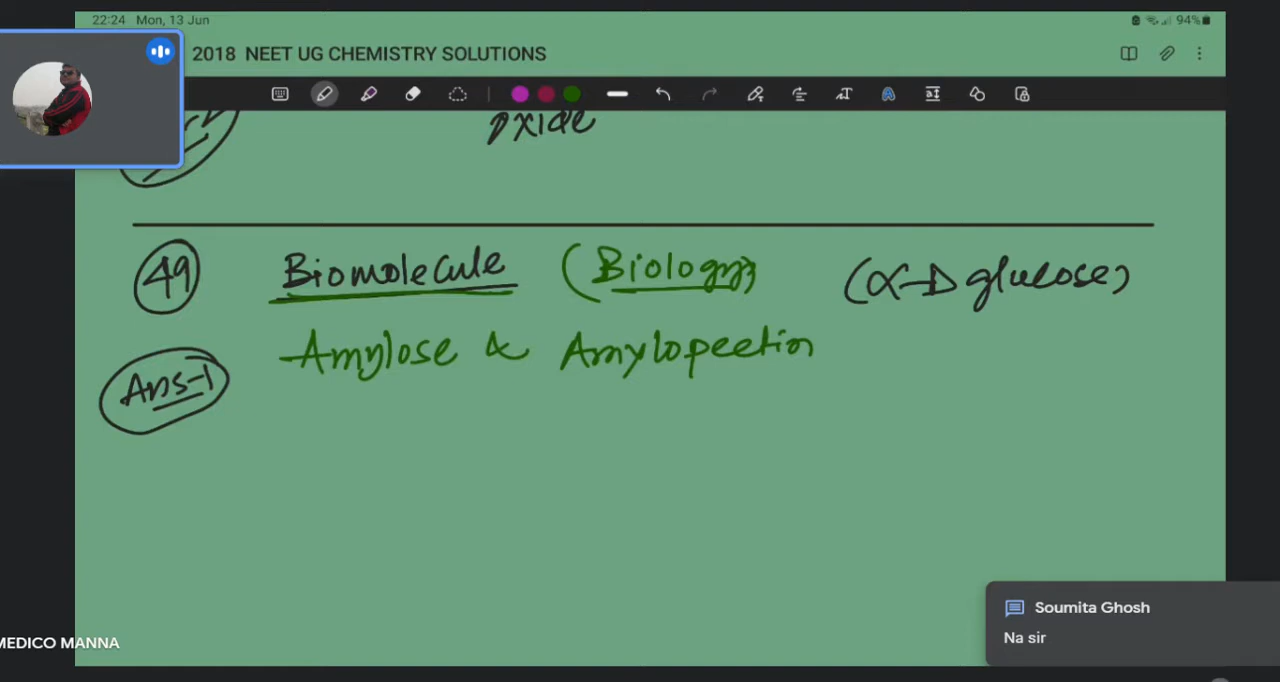 22:24 Mon, 13 Jun
94%
2018 NEET UG CHEMISTRY SOLUTIONS
oxide
49 Biomolecule (Biology) (α-D glucose)
Amylose & Amylopectin
Ans-1
Soumita Ghosh
Na sir
MEDICO MANNA